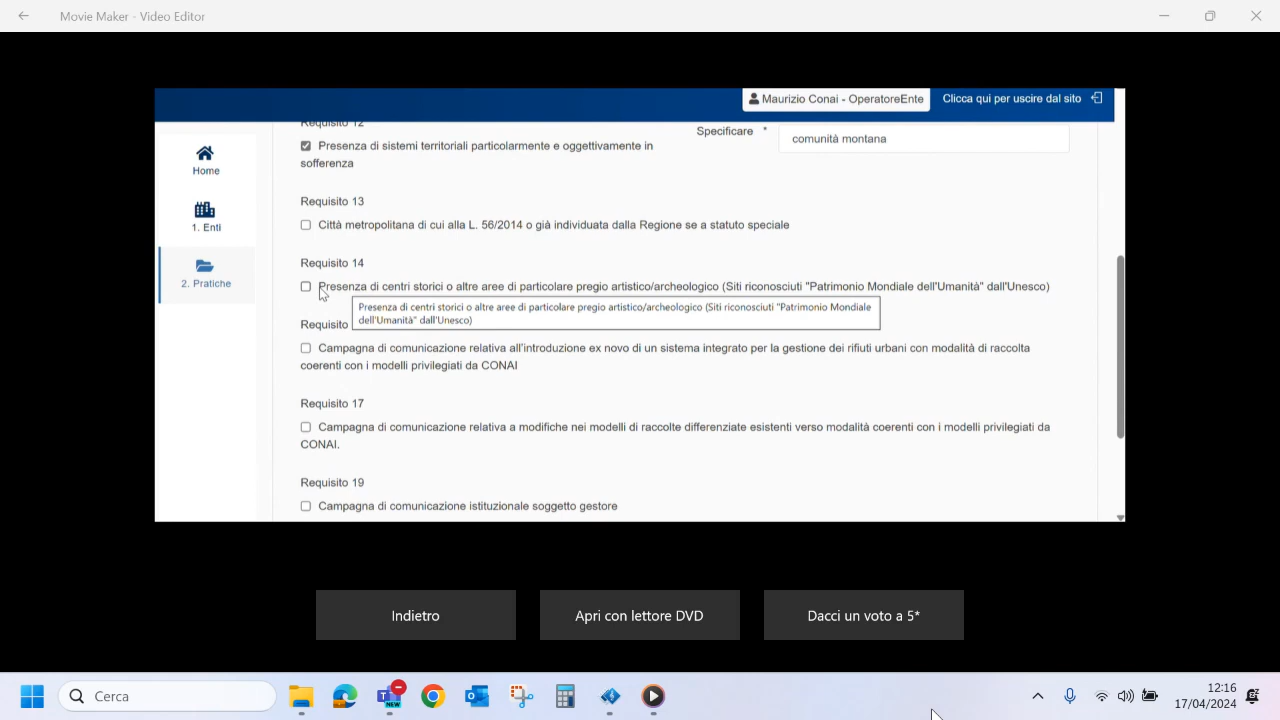 Movie Maker - Video Editor
Maurizio Conai - OperatoreEnte
Clicca qui per uscire dal sito
Home
1. Enti
2. Pratiche
Requisito 12
Presenza di sistemi territoriali particolarmente e oggettivamente in
sofferenza
Specificare *
comunità montana
Requisito 13
Città metropolitana di cui alla L. 56/2014 o già individuata dalla Regione se a statuto speciale
Requisito 14
Presenza di centri storici o altre aree di particolare pregio artistico/archeologico (Siti riconosciuti "Patrimonio Mondiale dell'Umanità" dall'Unesco)
Presenza di centri storici o altre aree di particolare pregio artistico/archeologico (Siti riconosciuti "Patrimonio Mondiale
dell'Umanità" dall'Unesco)
Requisito
Campagna di comunicazione relativa all'introduzione ex novo di un sistema integrato per la gestione dei rifiuti urbani con modalità di raccolta
coerenti con i modelli privilegiati da CONAI
Requisito 17
Campagna di comunicazione relativa a modifiche nei modelli di raccolte differenziate esistenti verso modalità coerenti con i modelli privilegiati da
CONAI.
Requisito 19
Campagna di comunicazione istituzionale soggetto gestore
Indietro
Apri con lettore DVD
Dacci un voto a 5*
Cerca
NEW
12:16
17/04/2024